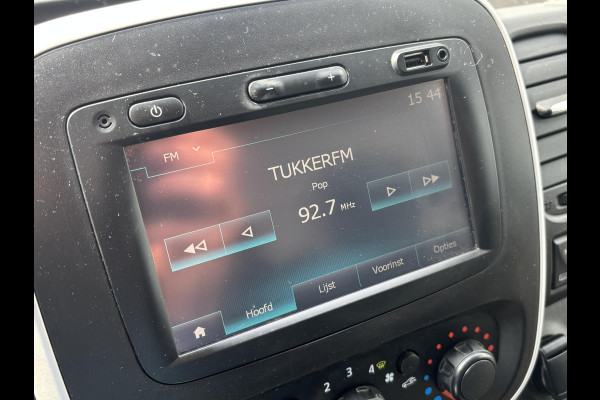 15 44
FM
TUKKERFM
Pop
92.7 MHz
Hoofd
Lijst
Voorinst
Opties
2 3 4